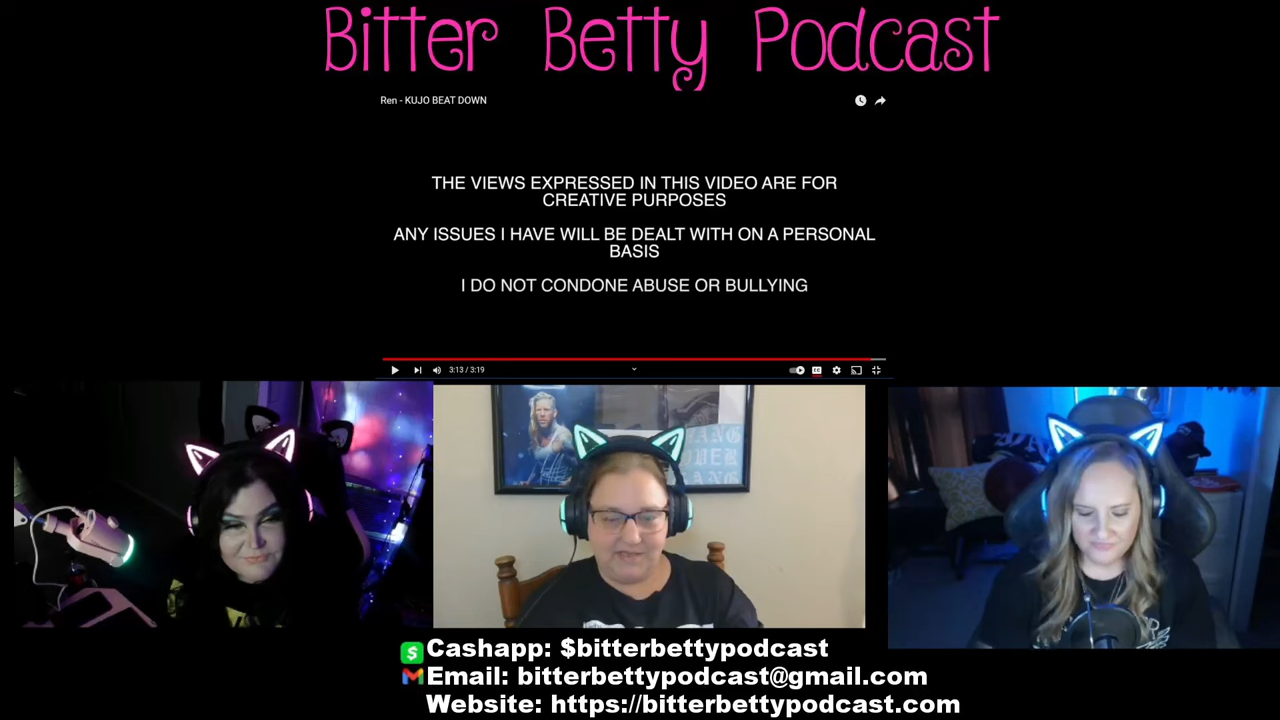 Bitter Betty Podcast
Ren - KUJO BEAT DOWN
THE VIEWS EXPRESSED IN THIS VIDEO ARE FOR
CREATIVE PURPOSES
ANY ISSUES I HAVE WILL BE DEALT WITH ON A PERSONAL
BASIS
I DO NOT CONDONE ABUSE OR BULLYING
3:13 / 3:19
CC
$ Cashapp: $bitterbettypodcast
Email: bitterbettypodcast@gmail.com
Website: https://bitterbettypodcast.com